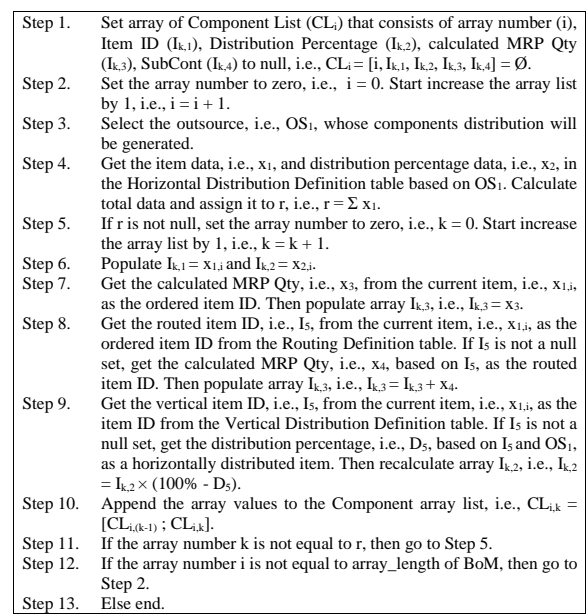 Step 1. Set array of Component List (CLᵢ) that consists of array number (i),
Item ID (Iₖ,₁), Distribution Percentage (Iₖ,₂), calculated MRP Qty
(Iₖ,₃), SubCont (Iₖ,₄) to null, i.e., CLᵢ = [i, Iₖ,₁, Iₖ,₂, Iₖ,₃, Iₖ,₄] = Ø.
Step 2. Set the array number to zero, i.e., i = 0. Start increase the array list
by 1, i.e., i = i + 1.
Step 3. Select the outsource, i.e., OS₁, whose components distribution will
be generated.
Step 4. Get the item data, i.e., x₁, and distribution percentage data, i.e., x₂, in
the Horizontal Distribution Definition table based on OS₁. Calculate
total data and assign it to r, i.e., r = Σ x₁.
Step 5. If r is not null, set the array number to zero, i.e., k = 0. Start increase
the array list by 1, i.e., k = k + 1.
Step 6. Populate Iₖ,₁ = x₁,ᵢ and Iₖ,₂ = x₂,ᵢ.
Step 7. Get the calculated MRP Qty, i.e., x₃, from the current item, i.e., x₁,ᵢ,
as the ordered item ID. Then populate array Iₖ,₃, i.e., Iₖ,₃ = x₃.
Step 8. Get the routed item ID, i.e., I₅, from the current item, i.e., x₁,ᵢ, as the
ordered item ID from the Routing Definition table. If I₅ is not a null
set, get the calculated MRP Qty, i.e., x₄, based on I₅, as the routed
item ID. Then populate array Iₖ,₃, i.e., Iₖ,₃ = Iₖ,₃ + x₄.
Step 9. Get the vertical item ID, i.e., I₅, from the current item, i.e., x₁,ᵢ, as the
item ID from the Vertical Distribution Definition table. If I₅ is not a
null set, get the distribution percentage, i.e., D₅, based on I₅ and OS₁,
as a horizontally distributed item. Then recalculate array Iₖ,₂, i.e., Iₖ,₂
= Iₖ,₂ × (100% - D₅).
Step 10. Append the array values to the Component array list, i.e., CLᵢ,ₖ =
[CLᵢ,₍ₖ₋₁₎ ; CLᵢ,ₖ].
Step 11. If the array number k is not equal to r, then go to Step 5.
Step 12. If the array number i is not equal to array_length of BoM, then go to
Step 2.
Step 13. Else end.